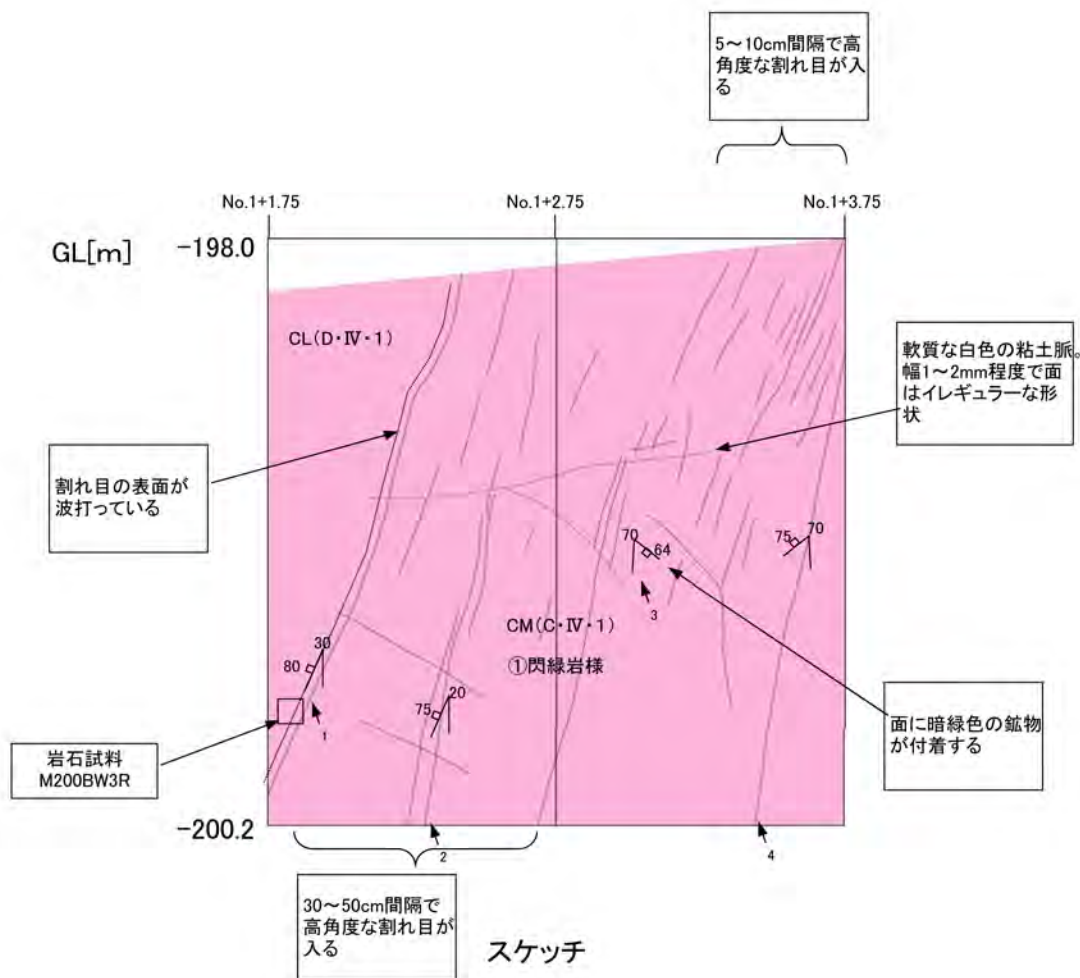 5～10cm間隔で高
角度な割れ目が入
る
No.1+1.75
No.1+2.75
No.1+3.75
GL[m]
-198.0
CL(D・Ⅳ・1)
軟質な白色の粘土脈。
幅1～2mm程度で面
はイレギュラーな形
状
割れ目の表面が
波打っている
70
64
75
70
3
CM(C・Ⅳ・1)
①閃緑岩様
30
80
1
20
75
面に暗緑色の鉱物
が付着する
岩石試料
M200BW3R
-200.2
2
4
30～50cm間隔で
高角度な割れ目が
入る
スケッチ